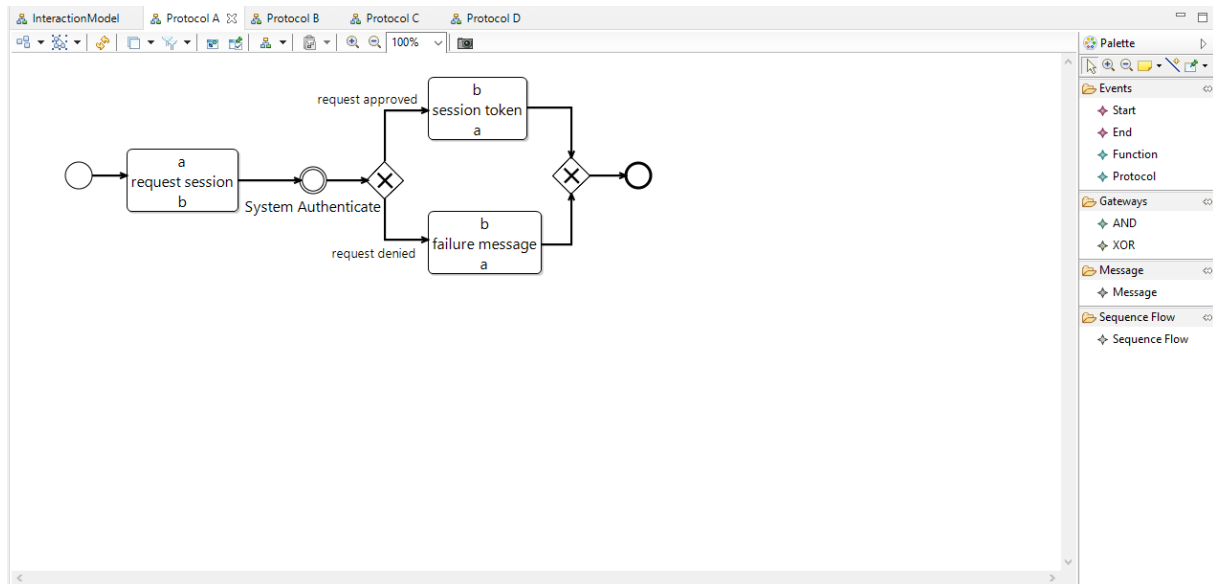 InteractionModel
Protocol A
Protocol B
Protocol C
Protocol D
100%
Palette
Events
Start
End
Function
Protocol
Gateways
AND
XOR
Message
Message
Sequence Flow
Sequence Flow
request approved
b
session token
a
a
request session
b
System Authenticate
request denied
b
failure message
a